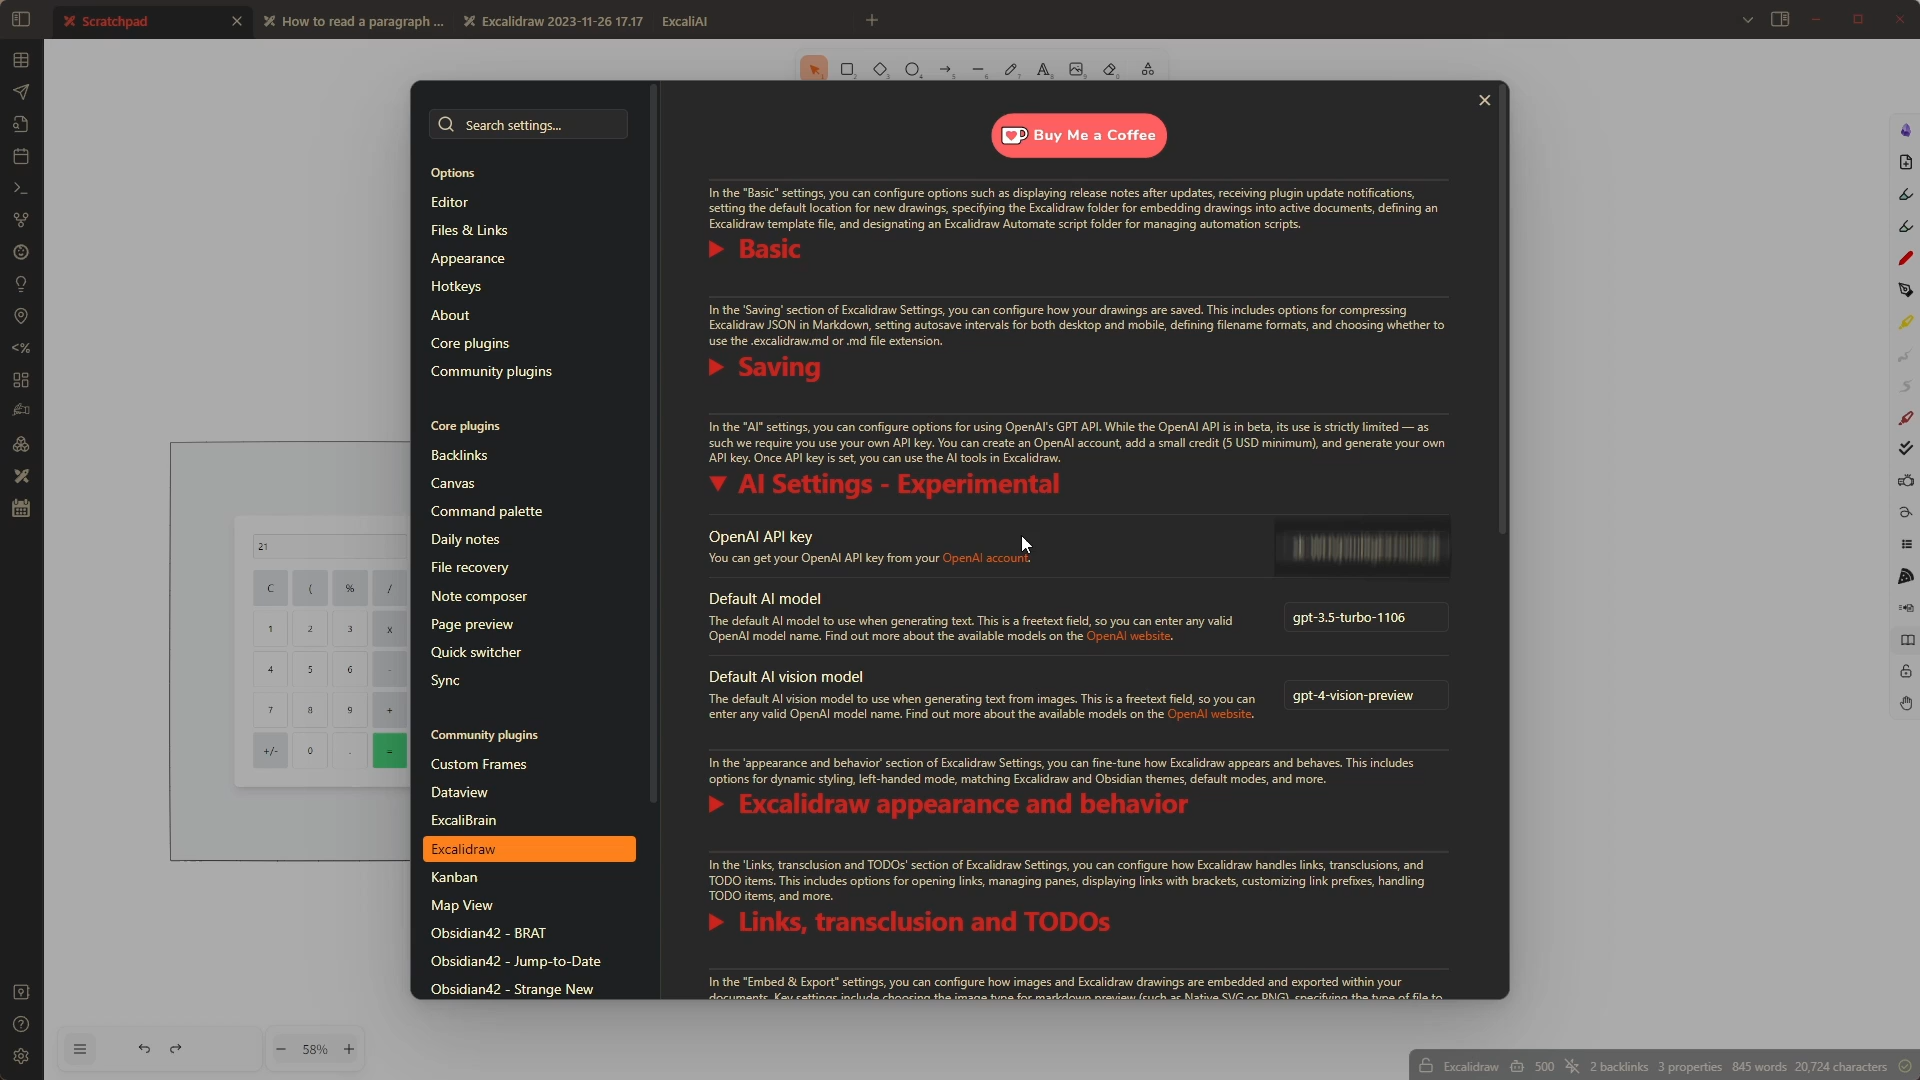 Scratchpad
How to read a paragraph ...
Excalidraw 2023-11-26 17.17
ExcaliAI
Search settings...
Options
Editor
Files & Links
Appearance
Hotkeys
About
Core plugins
Community plugins
Core plugins
Backlinks
Canvas
Command palette
Daily notes
File recovery
Note composer
Page preview
Quick switcher
Sync
Community plugins
Custom Frames
Dataview
ExcaliBrain
Excalidraw
Kanban
Map View
Obsidian42 - BRAT
Obsidian42 - Jump-to-Date
Obsidian42 - Strange New
Buy Me a Coffee
In the "Basic" settings, you can configure options such as displaying release notes after updates, receiving plugin update notifications,
setting the default location for new drawings, specifying the Excalidraw folder for embedding drawings into active documents, defining an
Excalidraw template file, and designating an Excalidraw Automate script folder for managing automation scripts.
Basic
In the 'Saving' section of Excalidraw Settings, you can configure how your drawings are saved. This includes options for compressing
Excalidraw JSON in Markdown, setting autosave intervals for both desktop and mobile, defining filename formats, and choosing whether to
use the .excalidraw.md or .md file extension.
Saving
In the "AI" settings, you can configure options for using OpenAI's GPT API. While the OpenAI API is in beta, its use is strictly limited — as
such we require you use your own API key. You can create an OpenAI account, add a small credit (5 USD minimum), and generate your own
API key. Once API key is set, you can use the AI tools in Excalidraw.
AI Settings - Experimental
OpenAI API key
You can get your OpenAI API key from your OpenAI account.
Default AI model
The default AI model to use when generating text. This is a freetext field, so you can enter any valid
OpenAI model name. Find out more about the available models on the OpenAI website.
gpt-3.5-turbo-1106
Default AI vision model
The default AI vision model to use when generating text from images. This is a freetext field, so you can
enter any valid OpenAI model name. Find out more about the available models on the OpenAI website.
gpt-4-vision-preview
In the 'appearance and behavior' section of Excalidraw Settings, you can fine-tune how Excalidraw appears and behaves. This includes
options for dynamic styling, left-handed mode, matching Excalidraw and Obsidian themes, default modes, and more.
Excalidraw appearance and behavior
In the 'Links, transclusion and TODOs' section of Excalidraw Settings, you can configure how Excalidraw handles links, transclusions, and
TODO items. This includes options for opening links, managing panes, displaying links with brackets, customizing link prefixes, handling
TODO items, and more.
Links, transclusion and TODOs
In the "Embed & Export" settings, you can configure how images and Excalidraw drawings are embedded and exported within your
documents. Key settings include choosing the image type for markdown preview (such as Native SVG or PNG), specifying the type of file to
21
C ( % /
1 2 3 x
4 5 6 -
7 8 9 +
+/- 0 . =
58%
Excalidraw 500 2 backlinks 3 properties 845 words 20,724 characters